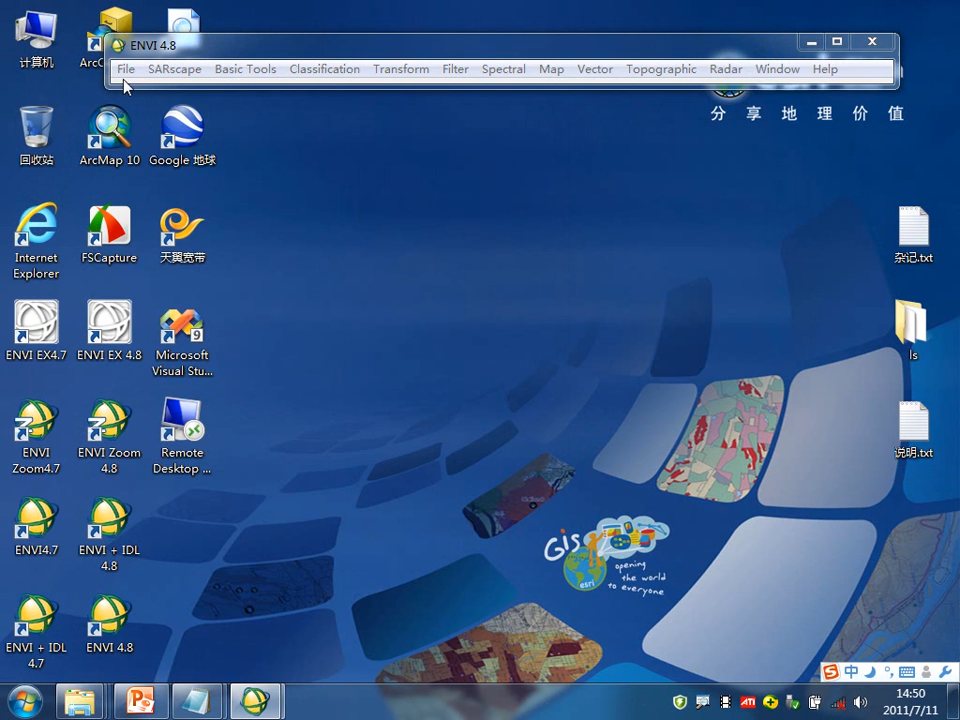 ENVI 4.8
File SARscape Basic Tools Classification Transform Filter Spectral Map Vector Topographic Radar Window Help
分享地理价值
计算机
回收站
ArcMap 10
Google 地球
Internet Explorer
FSCapture
天翼宽带
杂记.txt
ENVI EX4.7
ENVI EX 4.8
Microsoft Visual Stu...
9
ls
ENVI Zoom4.7
ENVI Zoom 4.8
Remote Desktop ...
说明.txt
ENVI4.7
ENVI + IDL 4.8
ENVI + IDL 4.7
ENVI 4.8
Gis
esri
opening
the world
to everyone
中
ATI
14:50
2011/7/11